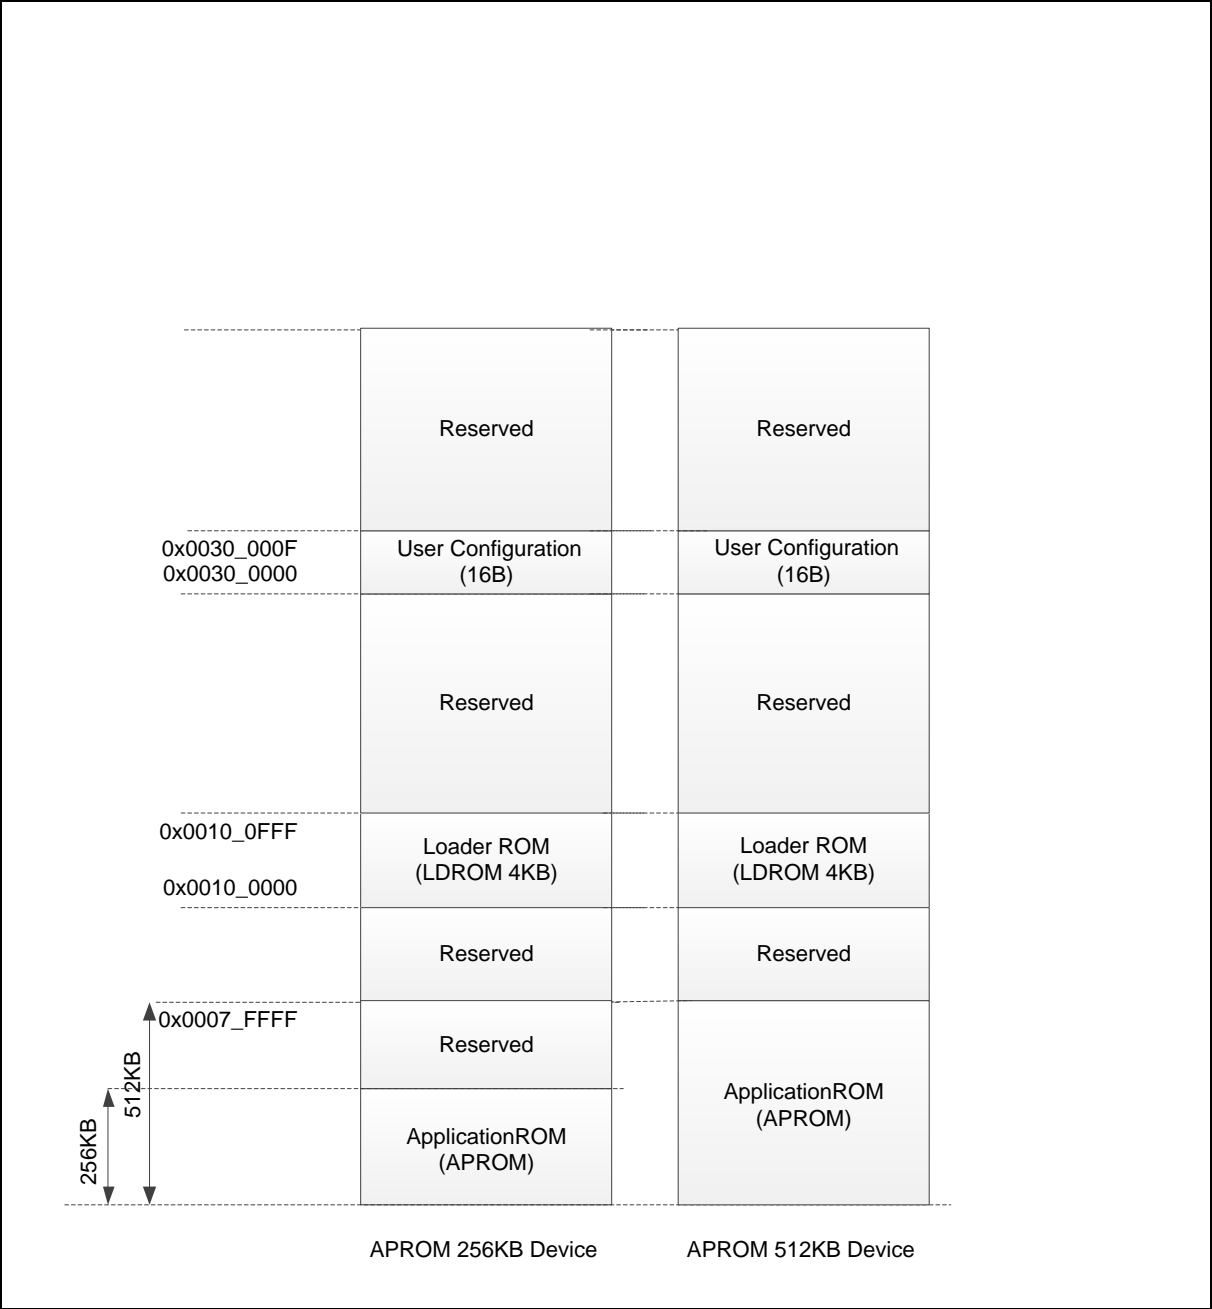 Reserved
Reserved
0x0030_000F
0x0030_0000
User Configuration
(16B)
User Configuration
(16B)
Reserved
Reserved
0x0010_0FFF
0x0010_0000
Loader ROM
(LDROM 4KB)
Loader ROM
(LDROM 4KB)
Reserved
Reserved
0x0007_FFFF
512KB
256KB
Reserved
ApplicationROM
(APROM)
ApplicationROM
(APROM)
APROM 256KB Device
APROM 512KB Device